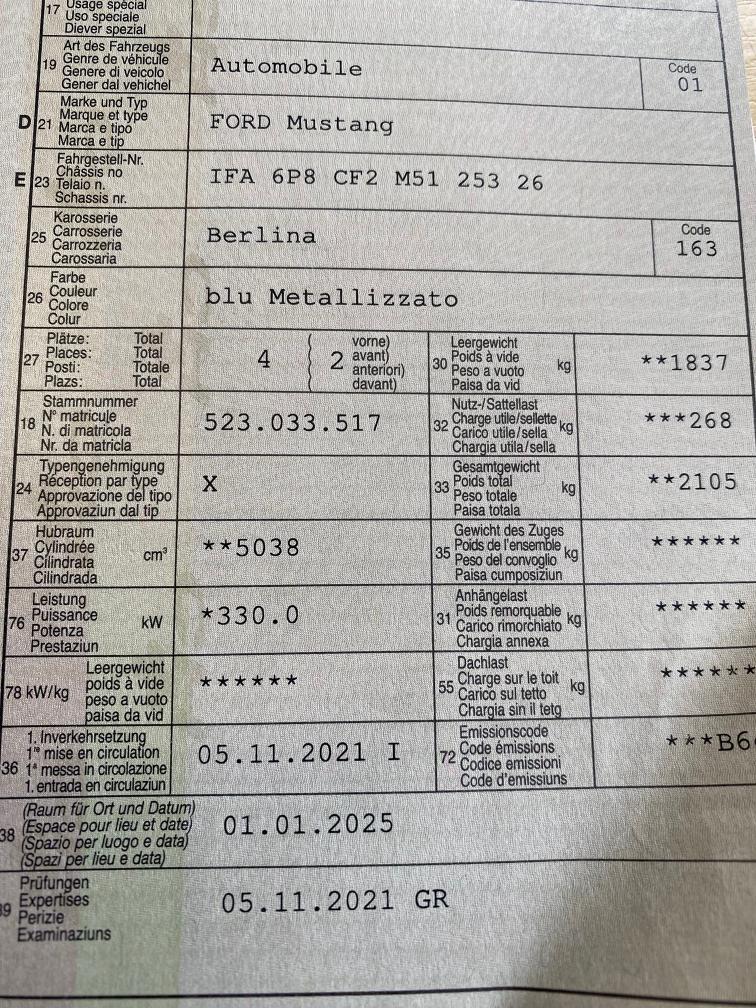 17 Usage spécial
Uso speciale
Diever spezial
19 Art des Fahrzeugs
Genre de véhicule
Genere di veicolo
Gener dal vehichel
Automobile
Code
01
D 21 Marke und Typ
Marque et type
Marca e tipo
Marca e tip
FORD Mustang
E 23 Fahrgestell-Nr.
Châssis no
Telaio n.
Schassis nr.
IFA 6P8 CF2 M51 253 26
25 Karosserie
Carrosserie
Carrozzeria
Carossaria
Berlina
Code
163
26 Farbe
Couleur
Colore
Colur
blu Metallizzato
27 Plätze: Total
Places: Total
Posti: Totale
Plazs: Total
4 ( 2 vorne)
avant)
anteriori)
davant)
30 Leergewicht
Poids à vide kg
Peso a vuoto
Paisa da vid
**1837
18 Stammnummer
N° matricule
N. di matricola
Nr. da matricla
523.033.517
32 Nutz-/Sattellast
Charge utile/sellette kg
Carico utile/sella
Chargia utila/sella
***268
24 Typengenehmigung
Réception par type
Approvazione del tipo
Approvaziun dal tip
X
33 Gesamtgewicht
Poids total kg
Peso totale
Paisa totala
**2105
37 Hubraum
Cylindrée cm³
Cilindrata
Cilindrada
**5038
35 Gewicht des Zuges
Poids de l'ensemble kg
Peso del convoglio
Paisa cumposiziun
******
76 Leistung
Puissance kW
Potenza
Prestaziun
*330.0
31 Anhängelast
Poids remorquable kg
Carico rimorchiato
Chargia annexa
******
78 kW/kg Leergewicht
poids à vide
peso a vuoto
paisa da vid
******
55 Dachlast
Charge sur le toit kg
Carico sul tetto
Chargia sin il tetg
******
36 1. Inverkehrsetzung
1re mise en circulation
1a messa in circolazione
1. entrada en circulaziun
05.11.2021 I
72 Emissionscode
Code émissions
Codice emissioni
Code d'emissiuns
***B6
38 (Raum für Ort und Datum)
(Espace pour lieu et date)
(Spazio per luogo e data)
(Spazi per lieu e data)
01.01.2025
39 Prüfungen
Expertises
Perizie
Examinaziuns
05.11.2021 GR